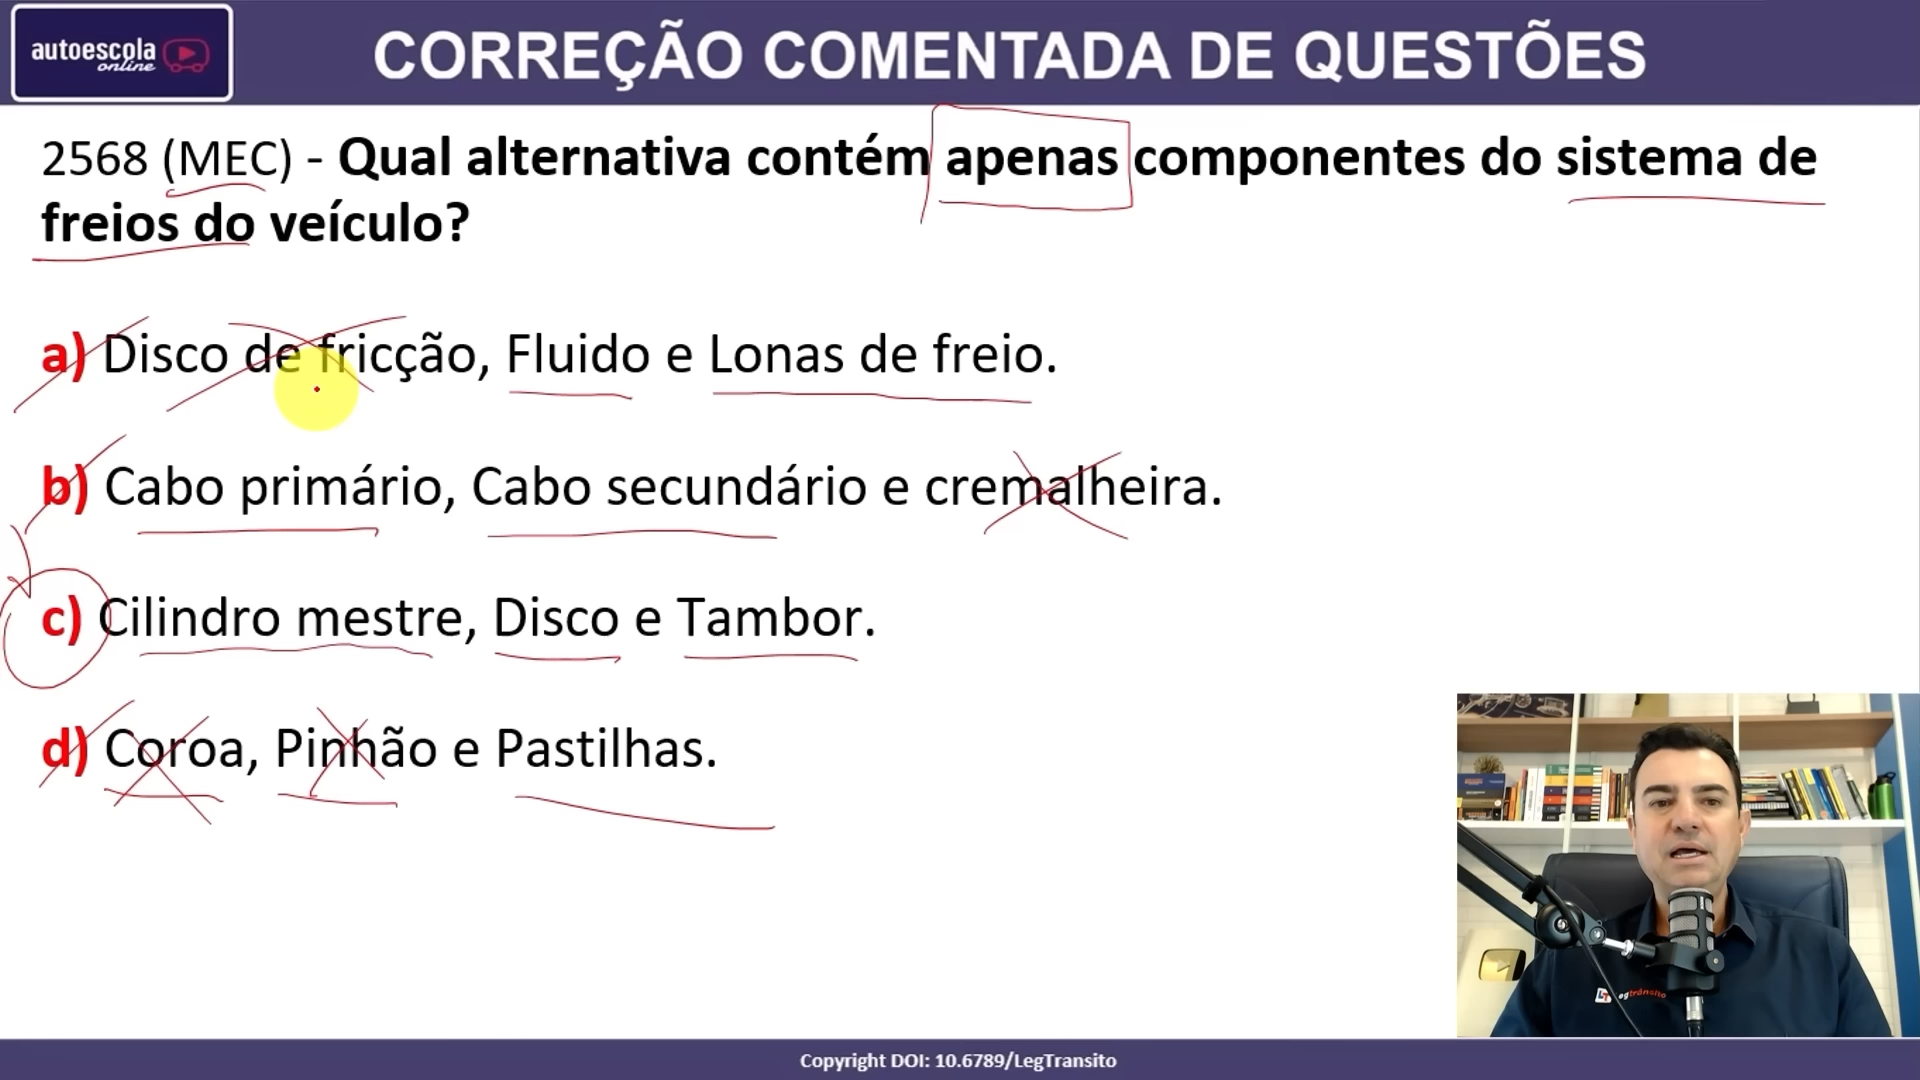 autoescola
online
CORREÇÃO COMENTADA DE QUESTÕES
2568 (MEC) - Qual alternativa contém apenas componentes do sistema de
freios do veículo?
a) Disco de fricção, Fluido e Lonas de freio.
b) Cabo primário, Cabo secundário e cremalheira.
c) Cilindro mestre, Disco e Tambor.
d) Coroa, Pinhão e Pastilhas.
LT egtrânsito
Copyright DOI: 10.6789/LegTransito